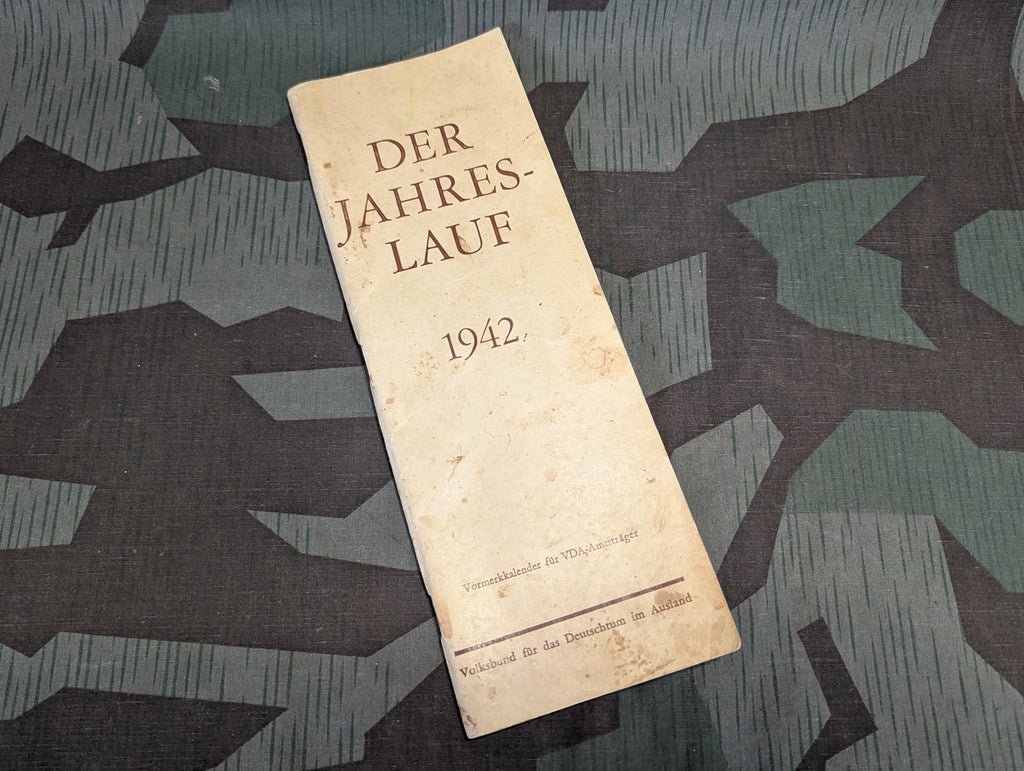 DER
JAHRES-
LAUF
1942
Vormerkkalender für VDA-Amtsträger
Volksbund für das Deutschtum im Ausland